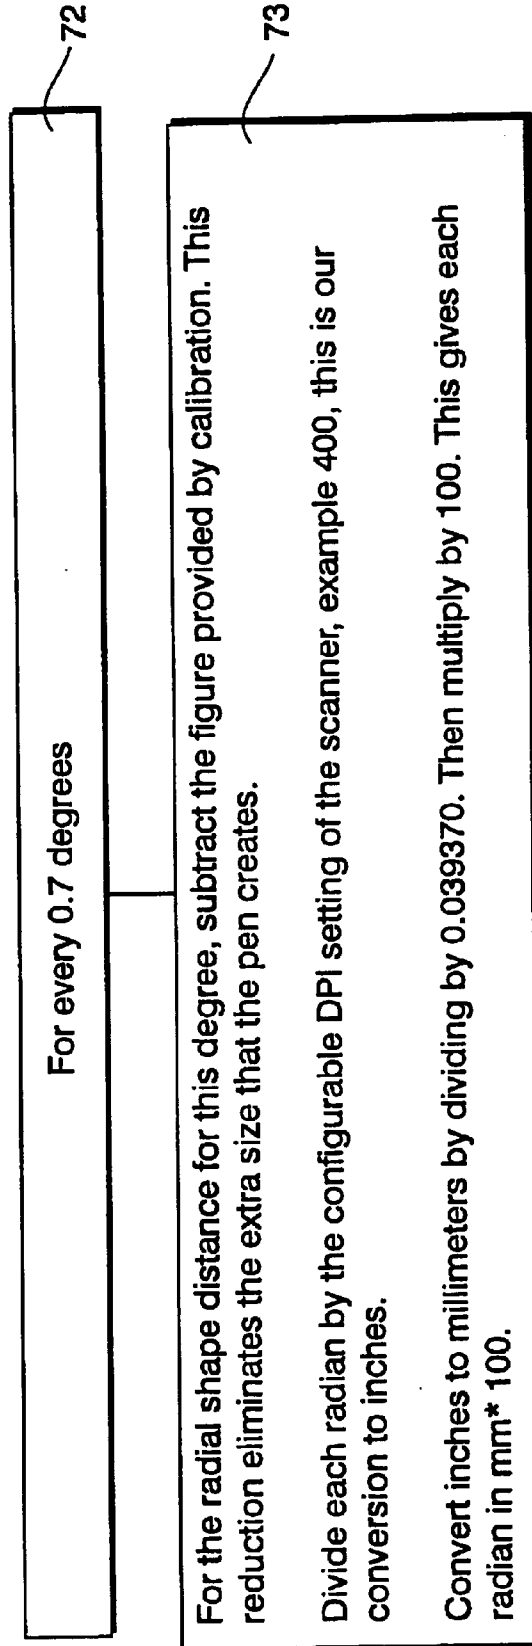 72
For every 0.7 degrees
73
For the radial shape distance for this degree, subtract the figure provided by calibration. This
reduction eliminates the extra size that the pen creates.
Divide each radian by the configurable DPI setting of the scanner, example 400, this is our
conversion to inches.
Convert inches to millimeters by dividing by 0.039370. Then multiply by 100. This gives each
radian in mm* 100.